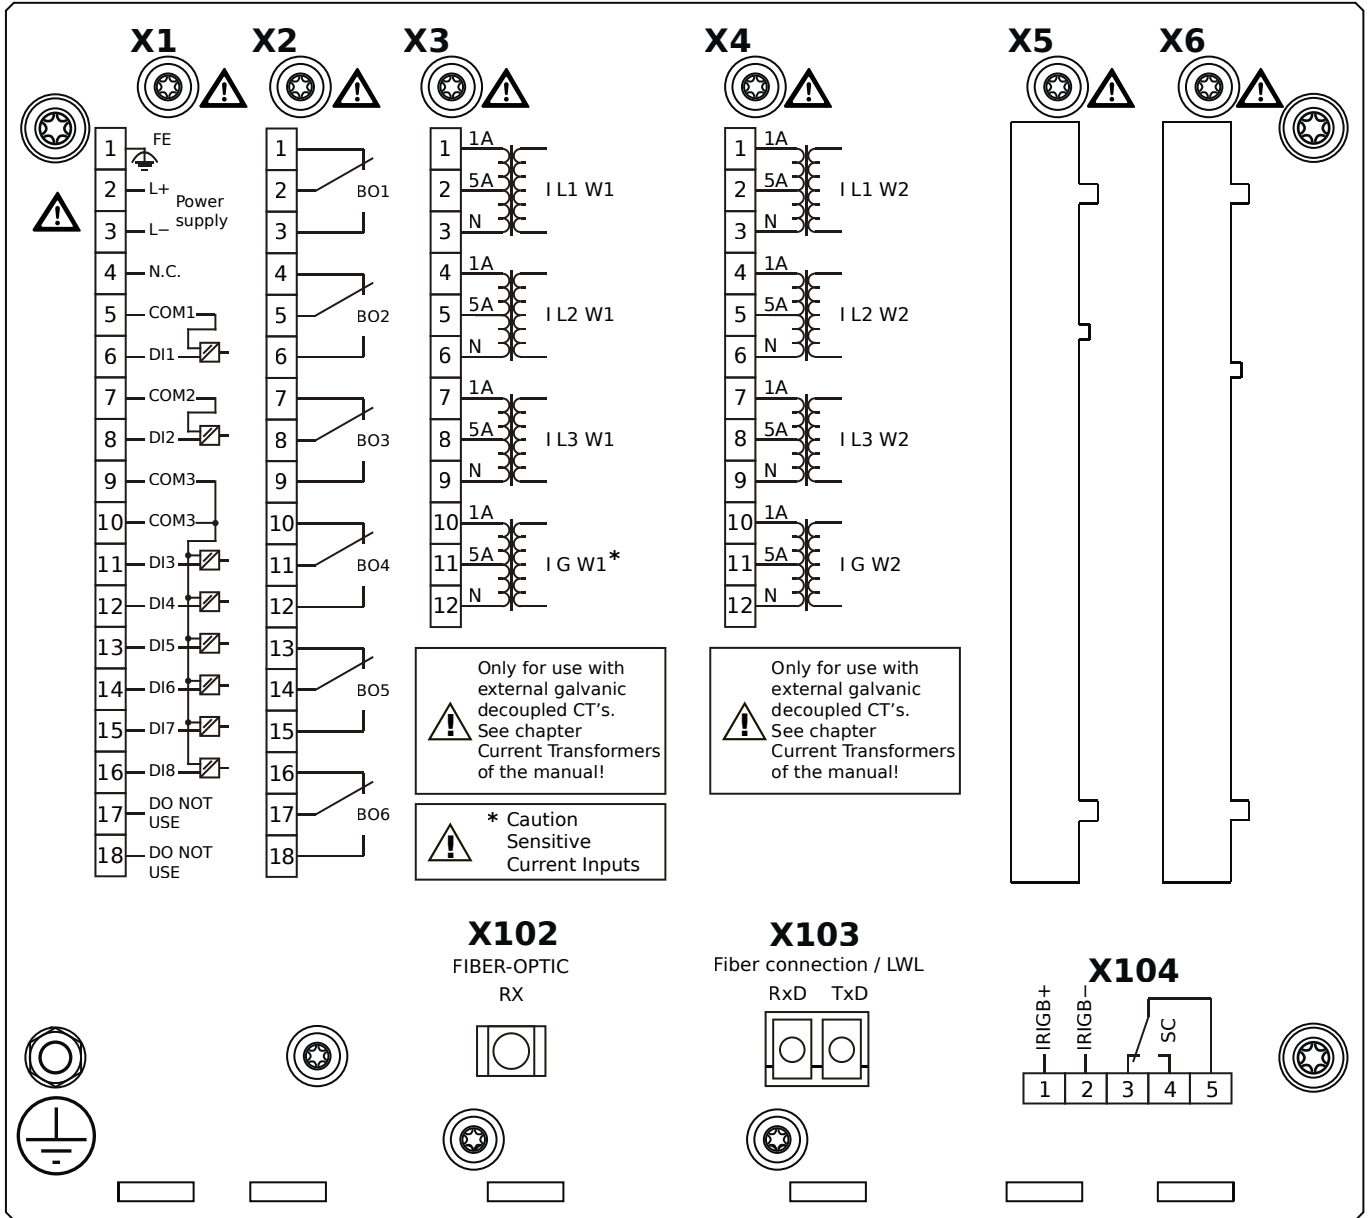 X1
X2
X3
X4
X5
X6
1
FE
2
L+
Power
supply
3
L−
4
N.C.
5
COM1
6
DI1
7
COM2
8
DI2
9
COM3
10
COM3
11
DI3
12
DI4
13
DI5
14
DI6
15
DI7
16
DI8
17
DO NOT
USE
18
DO NOT
USE
1
2
BO1
3
4
5
BO2
6
7
8
BO3
9
10
11
BO4
12
13
14
BO5
15
16
17
BO6
18
1
1A
2
5A
I L1 W1
3
N
4
1A
5
5A
I L2 W1
6
N
7
1A
8
5A
I L3 W1
9
N
10
1A
11
5A
I G W1*
12
N
Only for use with
external galvanic
decoupled CT's.
See chapter
Current Transformers
of the manual!
* Caution
Sensitive
Current Inputs
1
1A
2
5A
I L1 W2
3
N
4
1A
5
5A
I L2 W2
6
N
7
1A
8
5A
I L3 W2
9
N
10
1A
11
5A
I G W2
12
N
Only for use with
external galvanic
decoupled CT's.
See chapter
Current Transformers
of the manual!
X102
FIBER-OPTIC
RX
X103
Fiber connection / LWL
RxD TxD
X104
IRIGB+
IRIGB−
SC
1 2 3 4 5